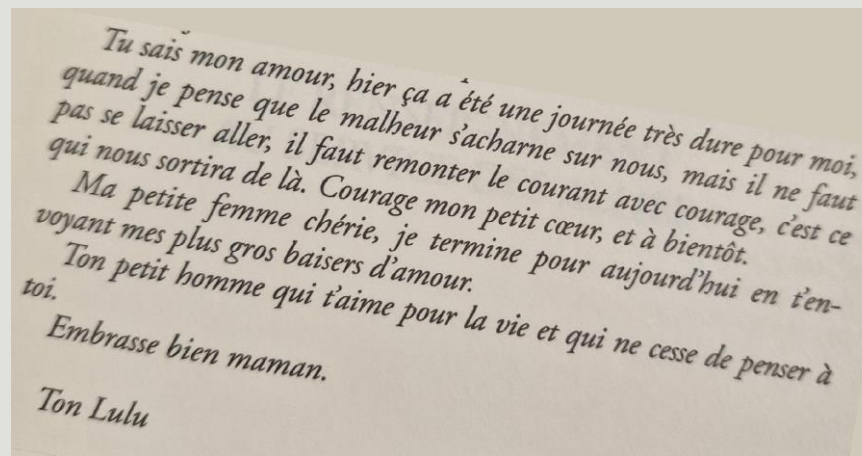 Tu sais mon amour, hier ça a été une journée très dure pour moi,
quand je pense que le malheur s'acharne sur nous, mais il ne faut
pas se laisser aller, il faut remonter le courant avec courage, c'est ce
qui nous sortira de là. Courage mon petit cœur, et à bientôt.
Ma petite femme chérie, je termine pour aujourd'hui en t'en-
voyant mes plus gros baisers d'amour.
Ton petit homme qui t'aime pour la vie et qui ne cesse de penser à
toi.
Embrasse bien maman.
Ton Lulu